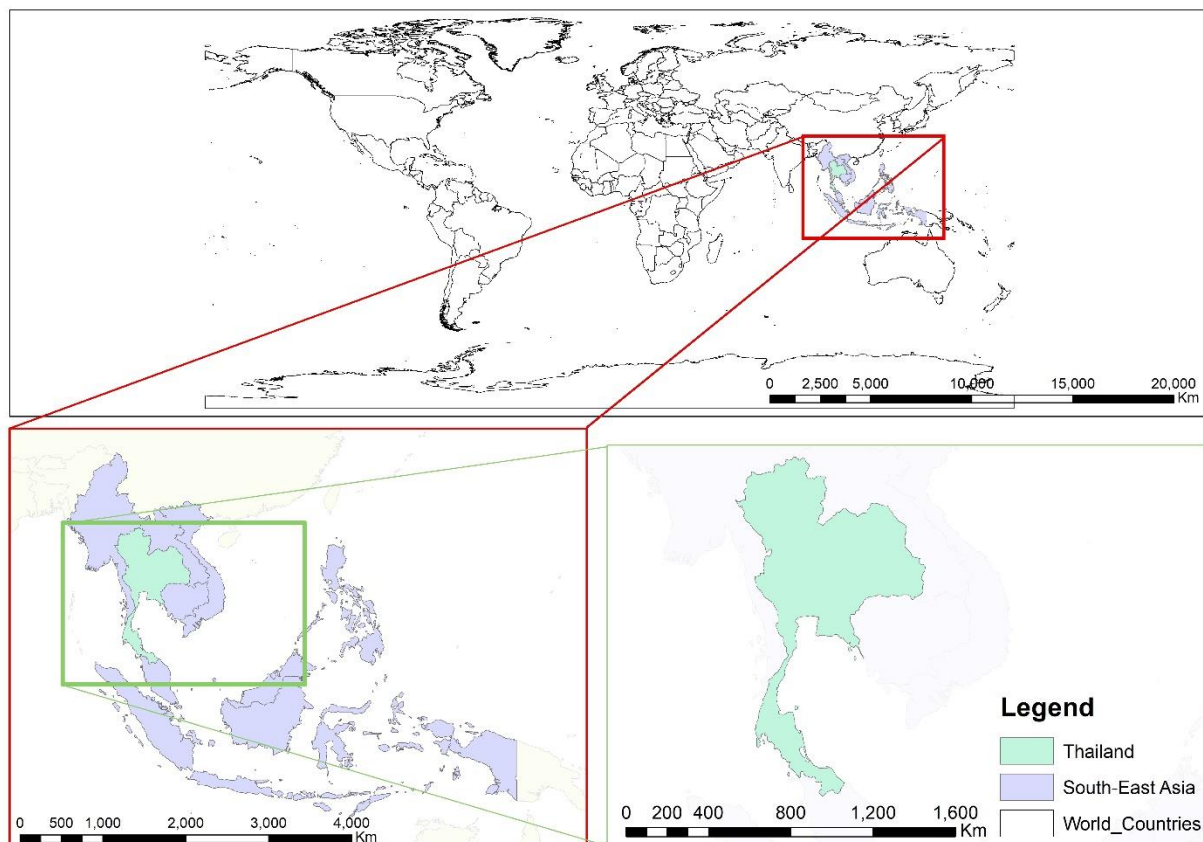 0 2,500 5,000 10,000 15,000 20,000
Km
0 500 1,000 2,000 3,000 4,000
Km
Legend
Thailand
South-East Asia
World_Countries
0 200 400 800 1,200 1,600
Km